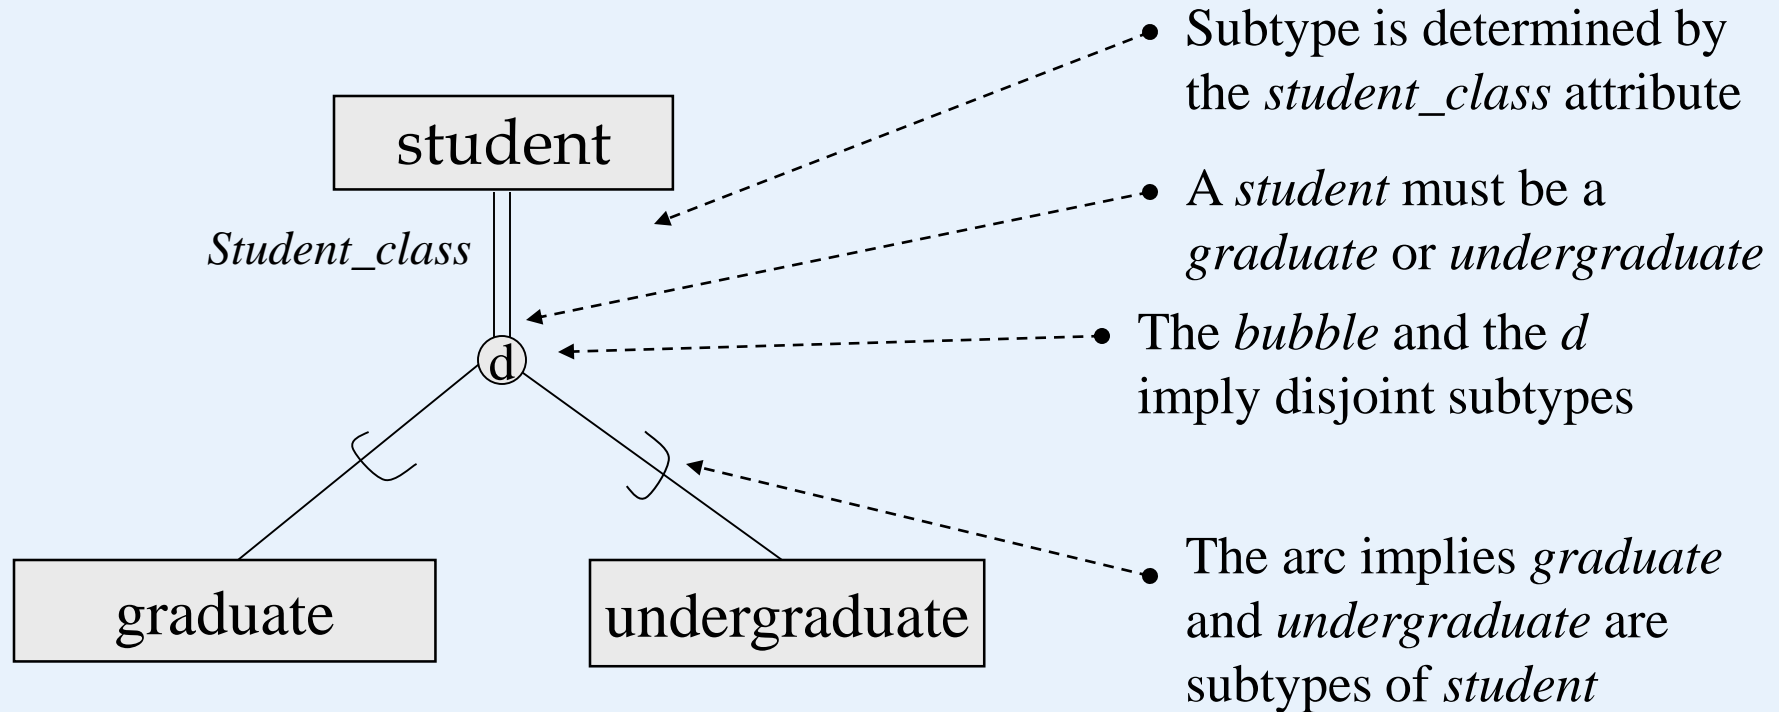 Subtype is determined by
the student_class attribute
student
A student must be a
graduate or undergraduate
Student_class
The bubble and the d
imply disjoint subtypes
d
The arc implies graduate
and undergraduate are
subtypes of student
graduate
undergraduate